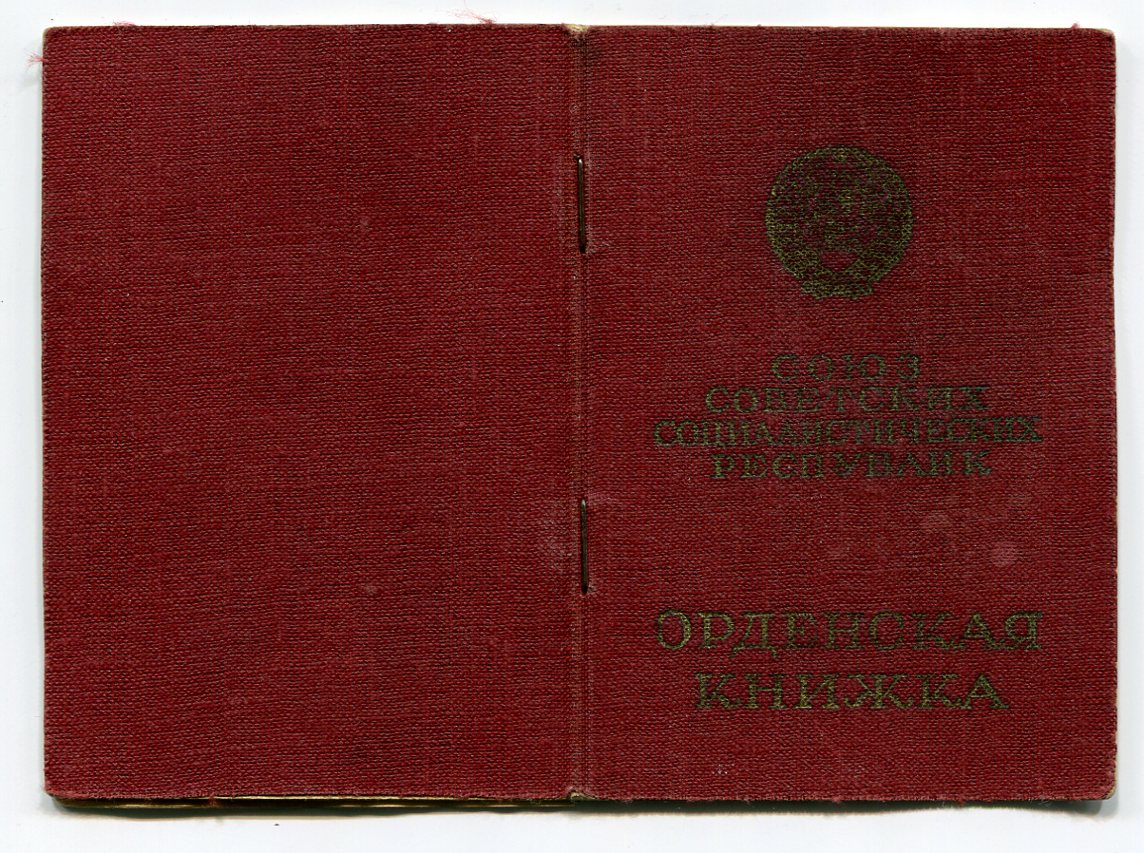 СОЮЗ
СОВЕТСКИХ
СОЦИАЛИСТИЧЕСКИХ
РЕСПУБЛИК
ОРДЕНСКАЯ
КНИЖКА